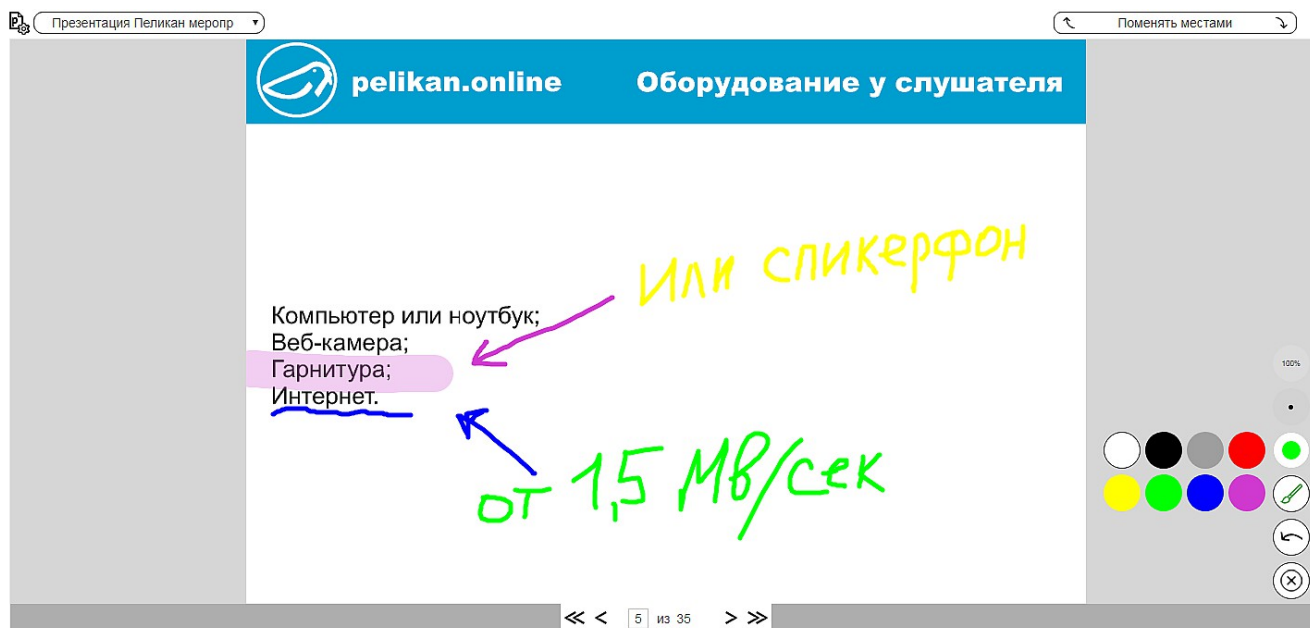 Презентация Пеликан меропр
Поменять местами
pelikan.online
Оборудование у слушателя
Или спикерфон
Компьютер или ноутбук;
Веб-камера;
Гарнитура;
Интернет.
от 1,5 Мв/сек
100%
5 из 35